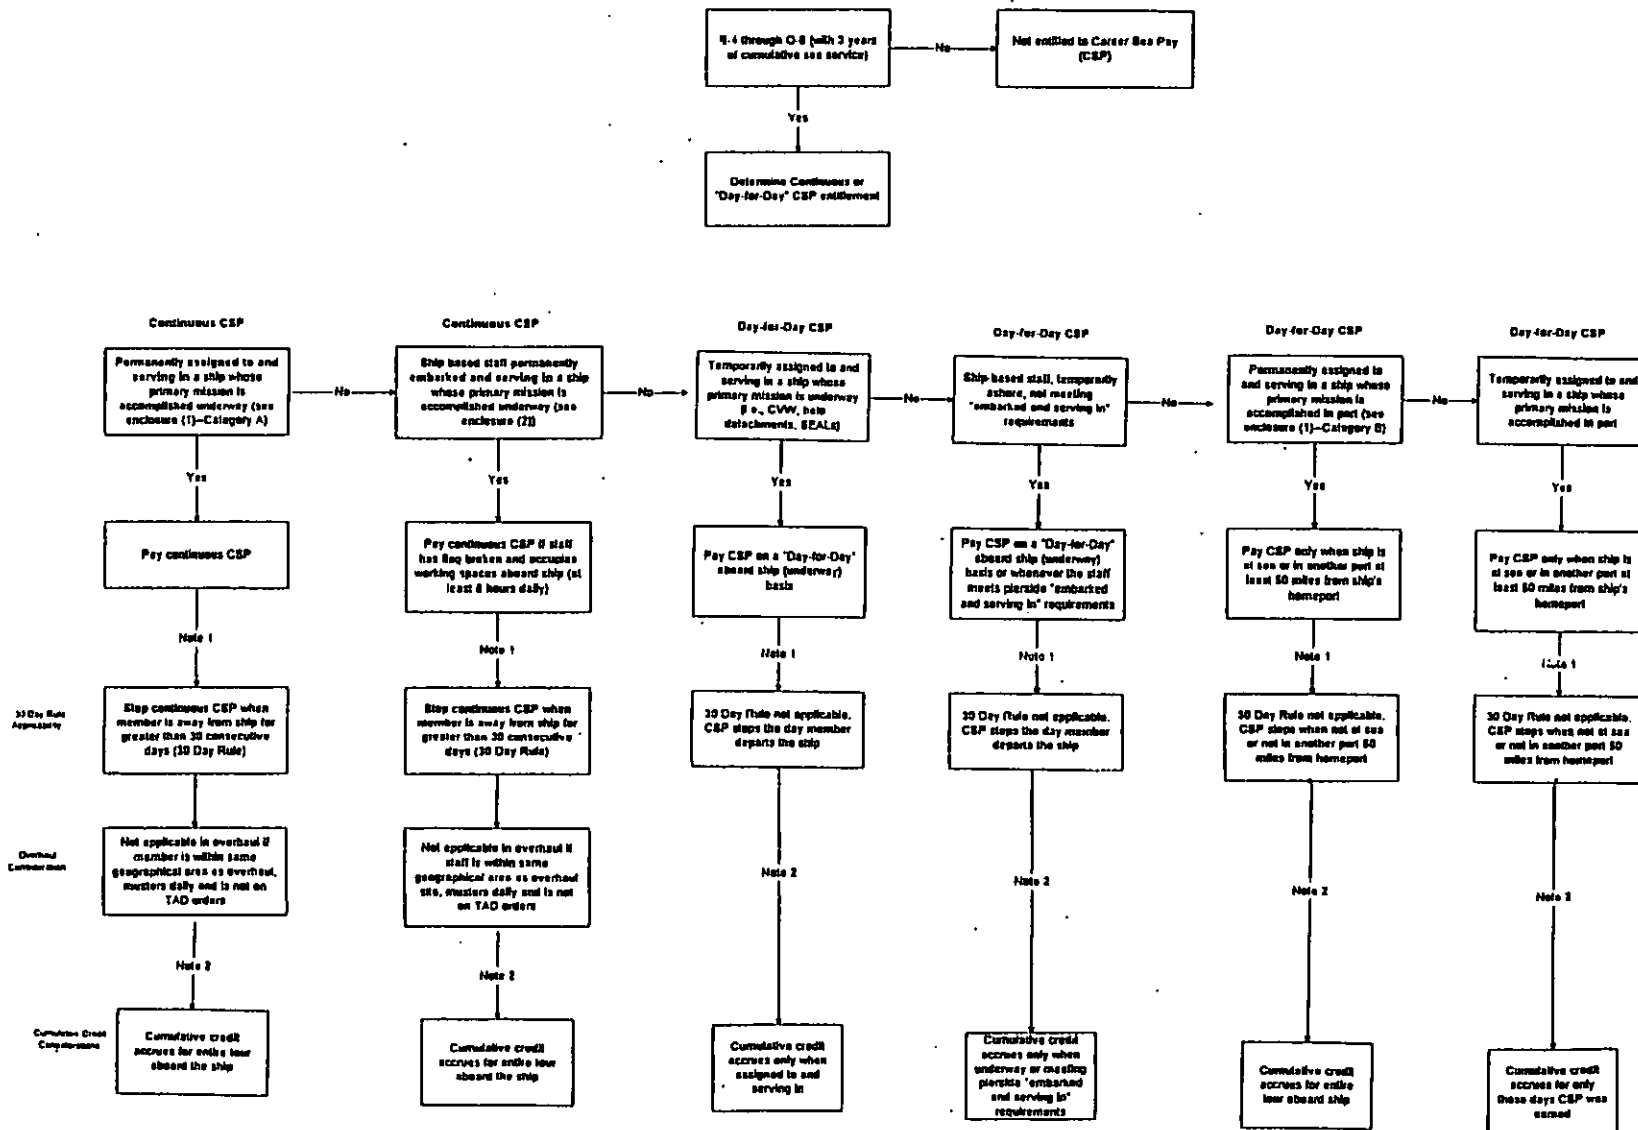 through O-8 (with 3 years
of cumulative sea service)
No
Not entitled to Career Sea Pay
(CSP)
Yes
Determine Continuous or
"Day-for-Day" CSP entitlement
Continuous CSP
Permanently assigned to and
serving in a ship whose
primary mission is
accomplished underway (see
enclosure (1)--Category A)
No
Yes
Pay continuous CSP
Note 1
30 Day Rule
Stop continuous CSP when
member is away from ship for
greater than 30 consecutive
days (30 Day Rule)
Overhaul
Not applicable in overhaul if
member is within same
geographical area as overhaul,
musters daily and is not on
TAD orders
Note 2
Cumulative Credit
Cumulative credit
accrues for entire tour
aboard the ship
Continuous CSP
Ship based staff permanently
embarked and serving in a ship
whose primary mission is
accomplished underway (see
enclosure (2))
No
Yes
Pay continuous CSP if staff
has flag broken and occupies
working spaces aboard ship (at
least 8 hours daily)
Note 1
Stop continuous CSP when
member is away from ship for
greater than 30 consecutive
days (30 Day Rule)
Not applicable in overhaul if
staff is within same
geographical area as overhaul
site, musters daily and is not
on TAD orders
Note 2
Cumulative credit
accrues for entire tour
aboard the ship
Day-for-Day CSP
Temporarily assigned to and
serving in a ship whose
primary mission is underway
(i.e., CVW, helo
detachments, SEALs)
No
Yes
Pay CSP on a "Day-for-Day"
aboard ship (underway)
basis
Note 1
30 Day Rule not applicable.
CSP stops the day member
departs the ship
Note 2
Cumulative credit
accrues only when
assigned to and
serving in
Day-for-Day CSP
Ship-based staff, temporarily
ashore, not meeting
"embarked and serving in"
requirements
No
Yes
Pay CSP on a "Day-for-Day"
aboard ship (underway)
basis or whenever the staff
meets pierside "embarked
and serving in" requirements
Note 1
30 Day Rule not applicable.
CSP stops the day member
departs the ship
Note 2
Cumulative credit
accrues only when
underway or meeting
pierside "embarked
and serving in"
requirements
Day-for-Day CSP
Permanently assigned to
and serving in a ship whose
primary mission is
accomplished in port (see
enclosure (1)--Category B)
No
Yes
Pay CSP only when ship is
at sea or in another port at
least 50 miles from ship's
homeport
Note 1
30 Day Rule not applicable.
CSP stops when not at sea
or not in another port 50
miles from homeport
Note 2
Cumulative credit
accrues for entire
tour aboard ship
Day-for-Day CSP
Temporarily assigned to and
serving in a ship whose
primary mission is
accomplished in port
Yes
Pay CSP only when ship is
at sea or in another port at
least 50 miles from ship's
homeport
Note 1
30 Day Rule not applicable.
CSP stops when not at sea
or not in another port 50
miles from homeport
Note 2
Cumulative credit
accrues for only
those days CSP was
earned